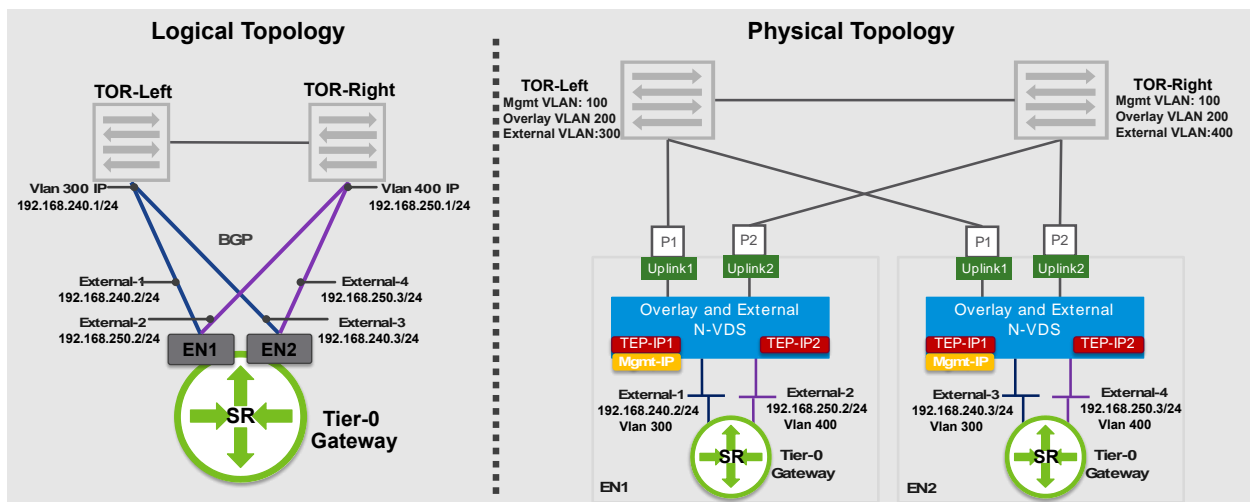 Logical Topology
TOR-Left
TOR-Right
Vlan 300 IP
192.168.240.1/24
Vlan 400 IP
192.168.250.1/24
BGP
External-1
192.168.240.2/24
External-4
192.168.250.3/24
External-2
192.168.250.2/24
External-3
192.168.240.3/24
EN1
EN2
SR
Tier-0
Gateway
Physical Topology
TOR-Left
Mgmt VLAN: 100
Overlay VLAN 200
External VLAN:300
TOR-Right
Mgmt VLAN: 100
Overlay VLAN 200
External VLAN:400
P1
P2
Uplink1
Uplink2
Overlay and External
N-VDS
TEP-IP1
TEP-IP2
Mgmt-IP
External-1
192.168.240.2/24
Vlan 300
External-2
192.168.250.2/24
Vlan 400
SR
Tier-0
Gateway
EN1
P1
P2
Uplink1
Uplink2
Overlay and External
N-VDS
TEP-IP1
TEP-IP2
Mgmt-IP
External-3
192.168.240.3/24
Vlan 300
External-4
192.168.250.3/24
Vlan 400
SR
Tier-0
Gateway
EN2